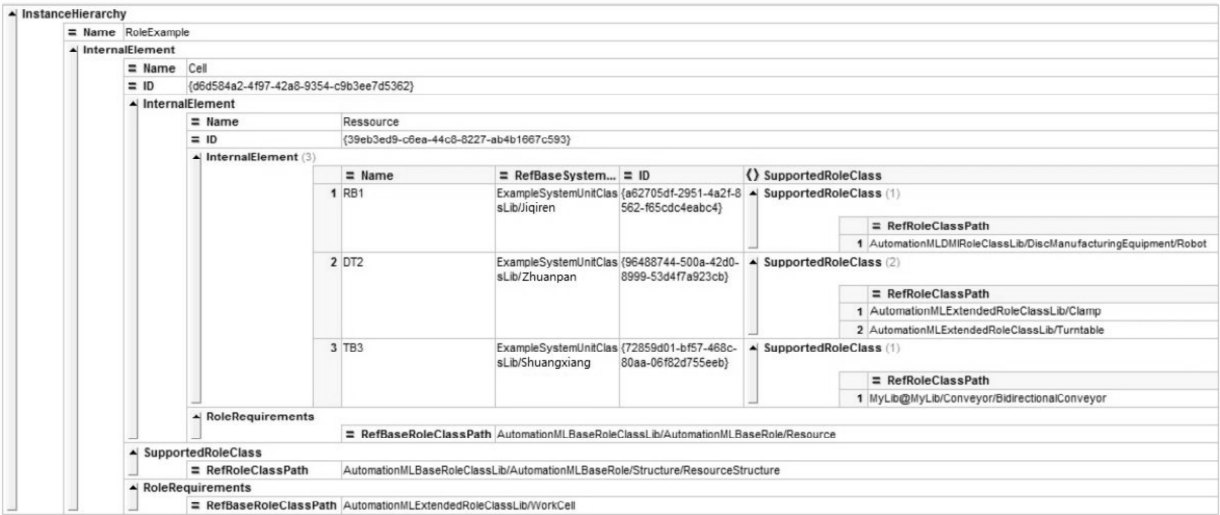 InstanceHierarchy
= Name RoleExample
InternalElement
= Name Cell
= ID {d6d584a2-4f97-42a8-9354-c9b3ee7d5362}
InternalElement
= Name Ressource
= ID {39eb3ed9-c6ea-44c8-8227-ab4b1667c593}
InternalElement (3)
= Name = RefBaseSystem... = ID {} SupportedRoleClass
1 RB1 ExampleSystemUnitClas {a62705df-2951-4a2f-8 SupportedRoleClass (1)
sLib/Jiqiren 562-f65cdc4eabc4}
= RefRoleClassPath
1 AutomationMLDMIRoleClassLib/DiscManufacturingEquipment/Robot
2 DT2 ExampleSystemUnitClas {96488744-500a-42d0- SupportedRoleClass (2)
sLib/Zhuanpan 8999-53d4f7a923cb}
= RefRoleClassPath
1 AutomationMLExtendedRoleClassLib/Clamp
2 AutomationMLExtendedRoleClassLib/Turntable
3 TB3 ExampleSystemUnitClas {72859d01-bf57-468c- SupportedRoleClass (1)
sLib/Shuangxiang 80aa-06f82d755eeb}
= RefRoleClassPath
1 MyLib@MyLib/Conveyor/BidirectionalConveyor
RoleRequirements
= RefBaseRoleClassPath AutomationMLBaseRoleClassLib/AutomationMLBaseRole/Resource
SupportedRoleClass
= RefRoleClassPath AutomationMLBaseRoleClassLib/AutomationMLBaseRole/Structure/ResourceStructure
RoleRequirements
= RefBaseRoleClassPath AutomationMLExtendedRoleClassLib/WorkCell